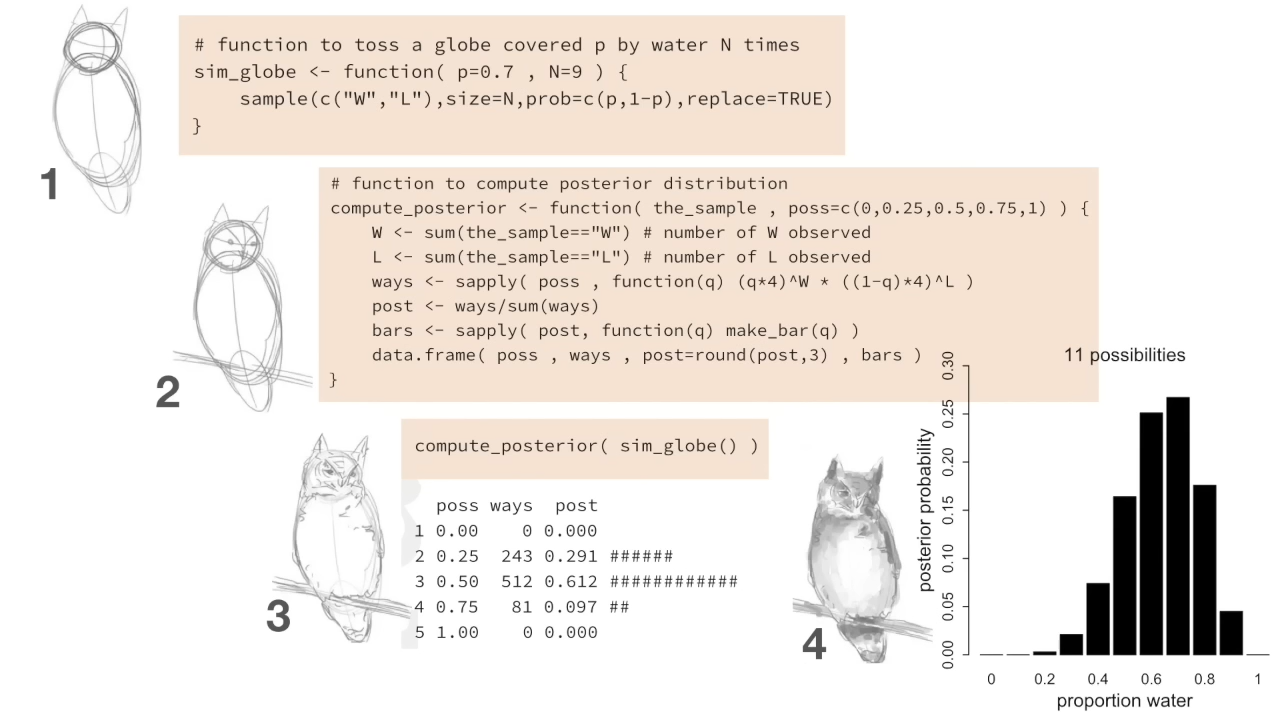 1
# function to toss a globe covered p by water N times
sim_globe <- function( p=0.7 , N=9 ) {
sample(c("W","L"),size=N,prob=c(p,1-p),replace=TRUE)
}
2
# function to compute posterior distribution
compute_posterior <- function( the_sample , poss=c(0,0.25,0.5,0.75,1) ) {
W <- sum(the_sample=="W") # number of W observed
L <- sum(the_sample=="L") # number of L observed
ways <- sapply( poss , function(q) (q*4)^W * ((1-q)*4)^L )
post <- ways/sum(ways)
bars <- sapply( post, function(q) make_bar(q) )
data.frame( poss , ways , post=round(post,3) , bars )
}
3
compute_posterior( sim_globe() )
poss ways post
1 0.00 0 0.000
2 0.25 243 0.291 ######
3 0.50 512 0.612 ############
4 0.75 81 0.097 ##
5 1.00 0 0.000
4
11 possibilities
posterior probability
0.30
0.25
0.20
0.15
0.10
0.05
0.00
0 0.2 0.4 0.6 0.8 1
proportion water